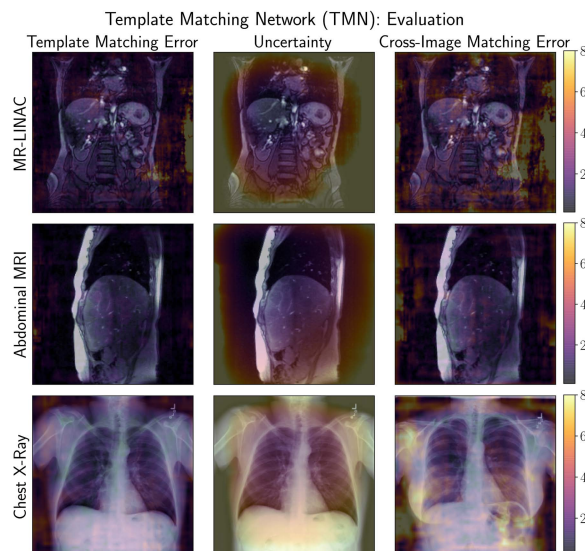 Template Matching Network (TMN): Evaluation
Template Matching Error
Uncertainty
Cross-Image Matching Error
MR-LINAC
8
6
4
2
Abdominal MRI
8
6
4
2
Chest X-Ray
8
6
4
2